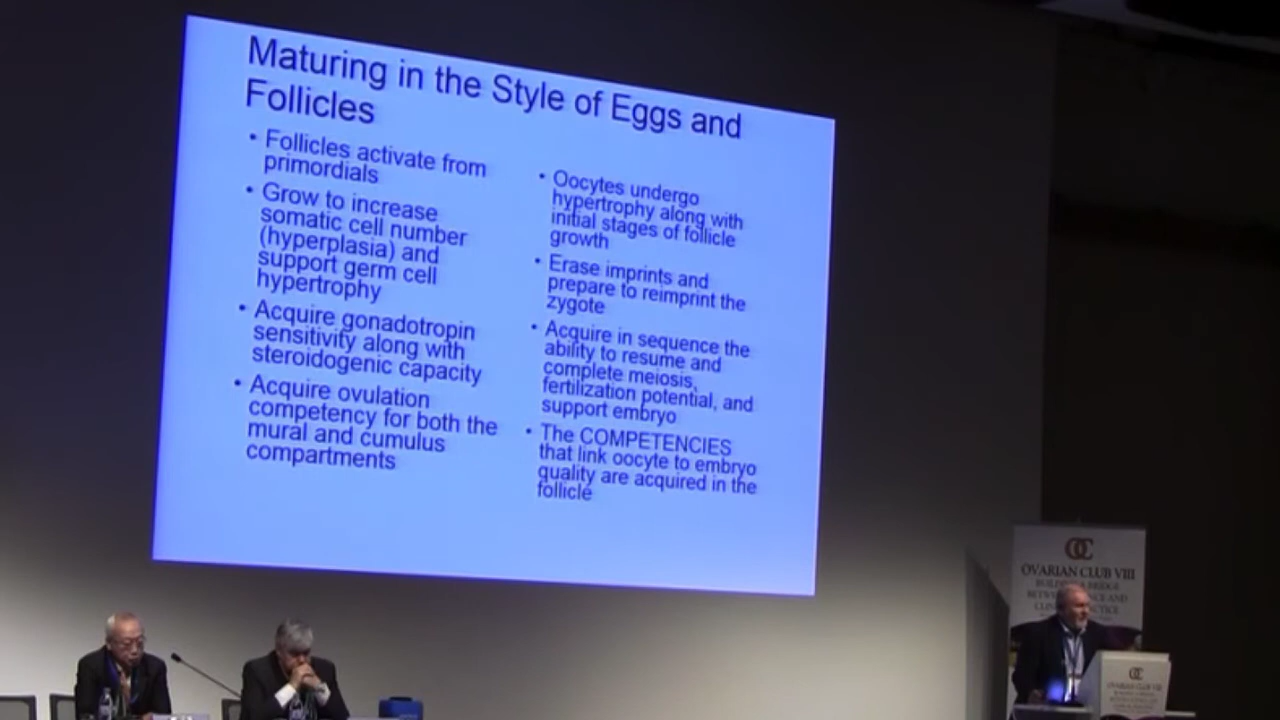 Maturing in the Style of Eggs and
Follicles
• Follicles activate from
primordials
• Grow to increase
somatic cell number
(hyperplasia) and
support germ cell
hypertrophy
• Acquire gonadotropin
sensitivity along with
steroidogenic capacity
• Acquire ovulation
competency for both the
mural and cumulus
compartments
• Oocytes undergo
hypertrophy along with
initial stages of follicle
growth
• Erase imprints and
prepare to reimprint the
zygote
• Acquire in sequence the
ability to resume and
complete meiosis,
fertilization potential, and
support embryo
• The COMPETENCIES
that link oocyte to embryo
quality are acquired in the
follicle
OC
OVARIAN CLUB VIII
OC
OVARIAN CLUB VIII